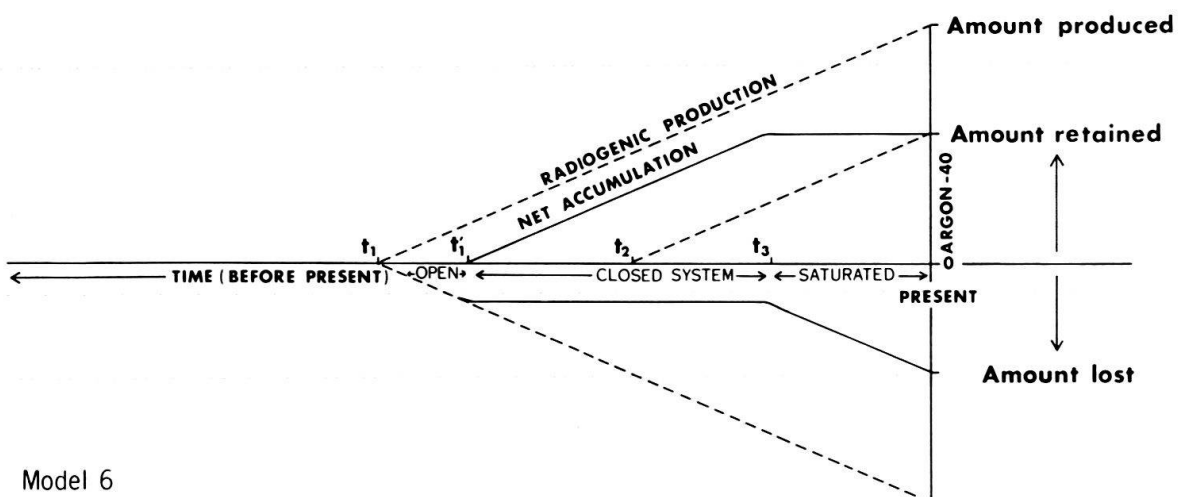 Amount produced
RADIOGENIC PRODUCTION
Amount retained
NET ACCUMULATION
ARGON-40
0
t₁
t₁′
t₂
t₃
TIME (BEFORE PRESENT)
OPEN
CLOSED SYSTEM
SATURATED
PRESENT
Amount lost
Model 6